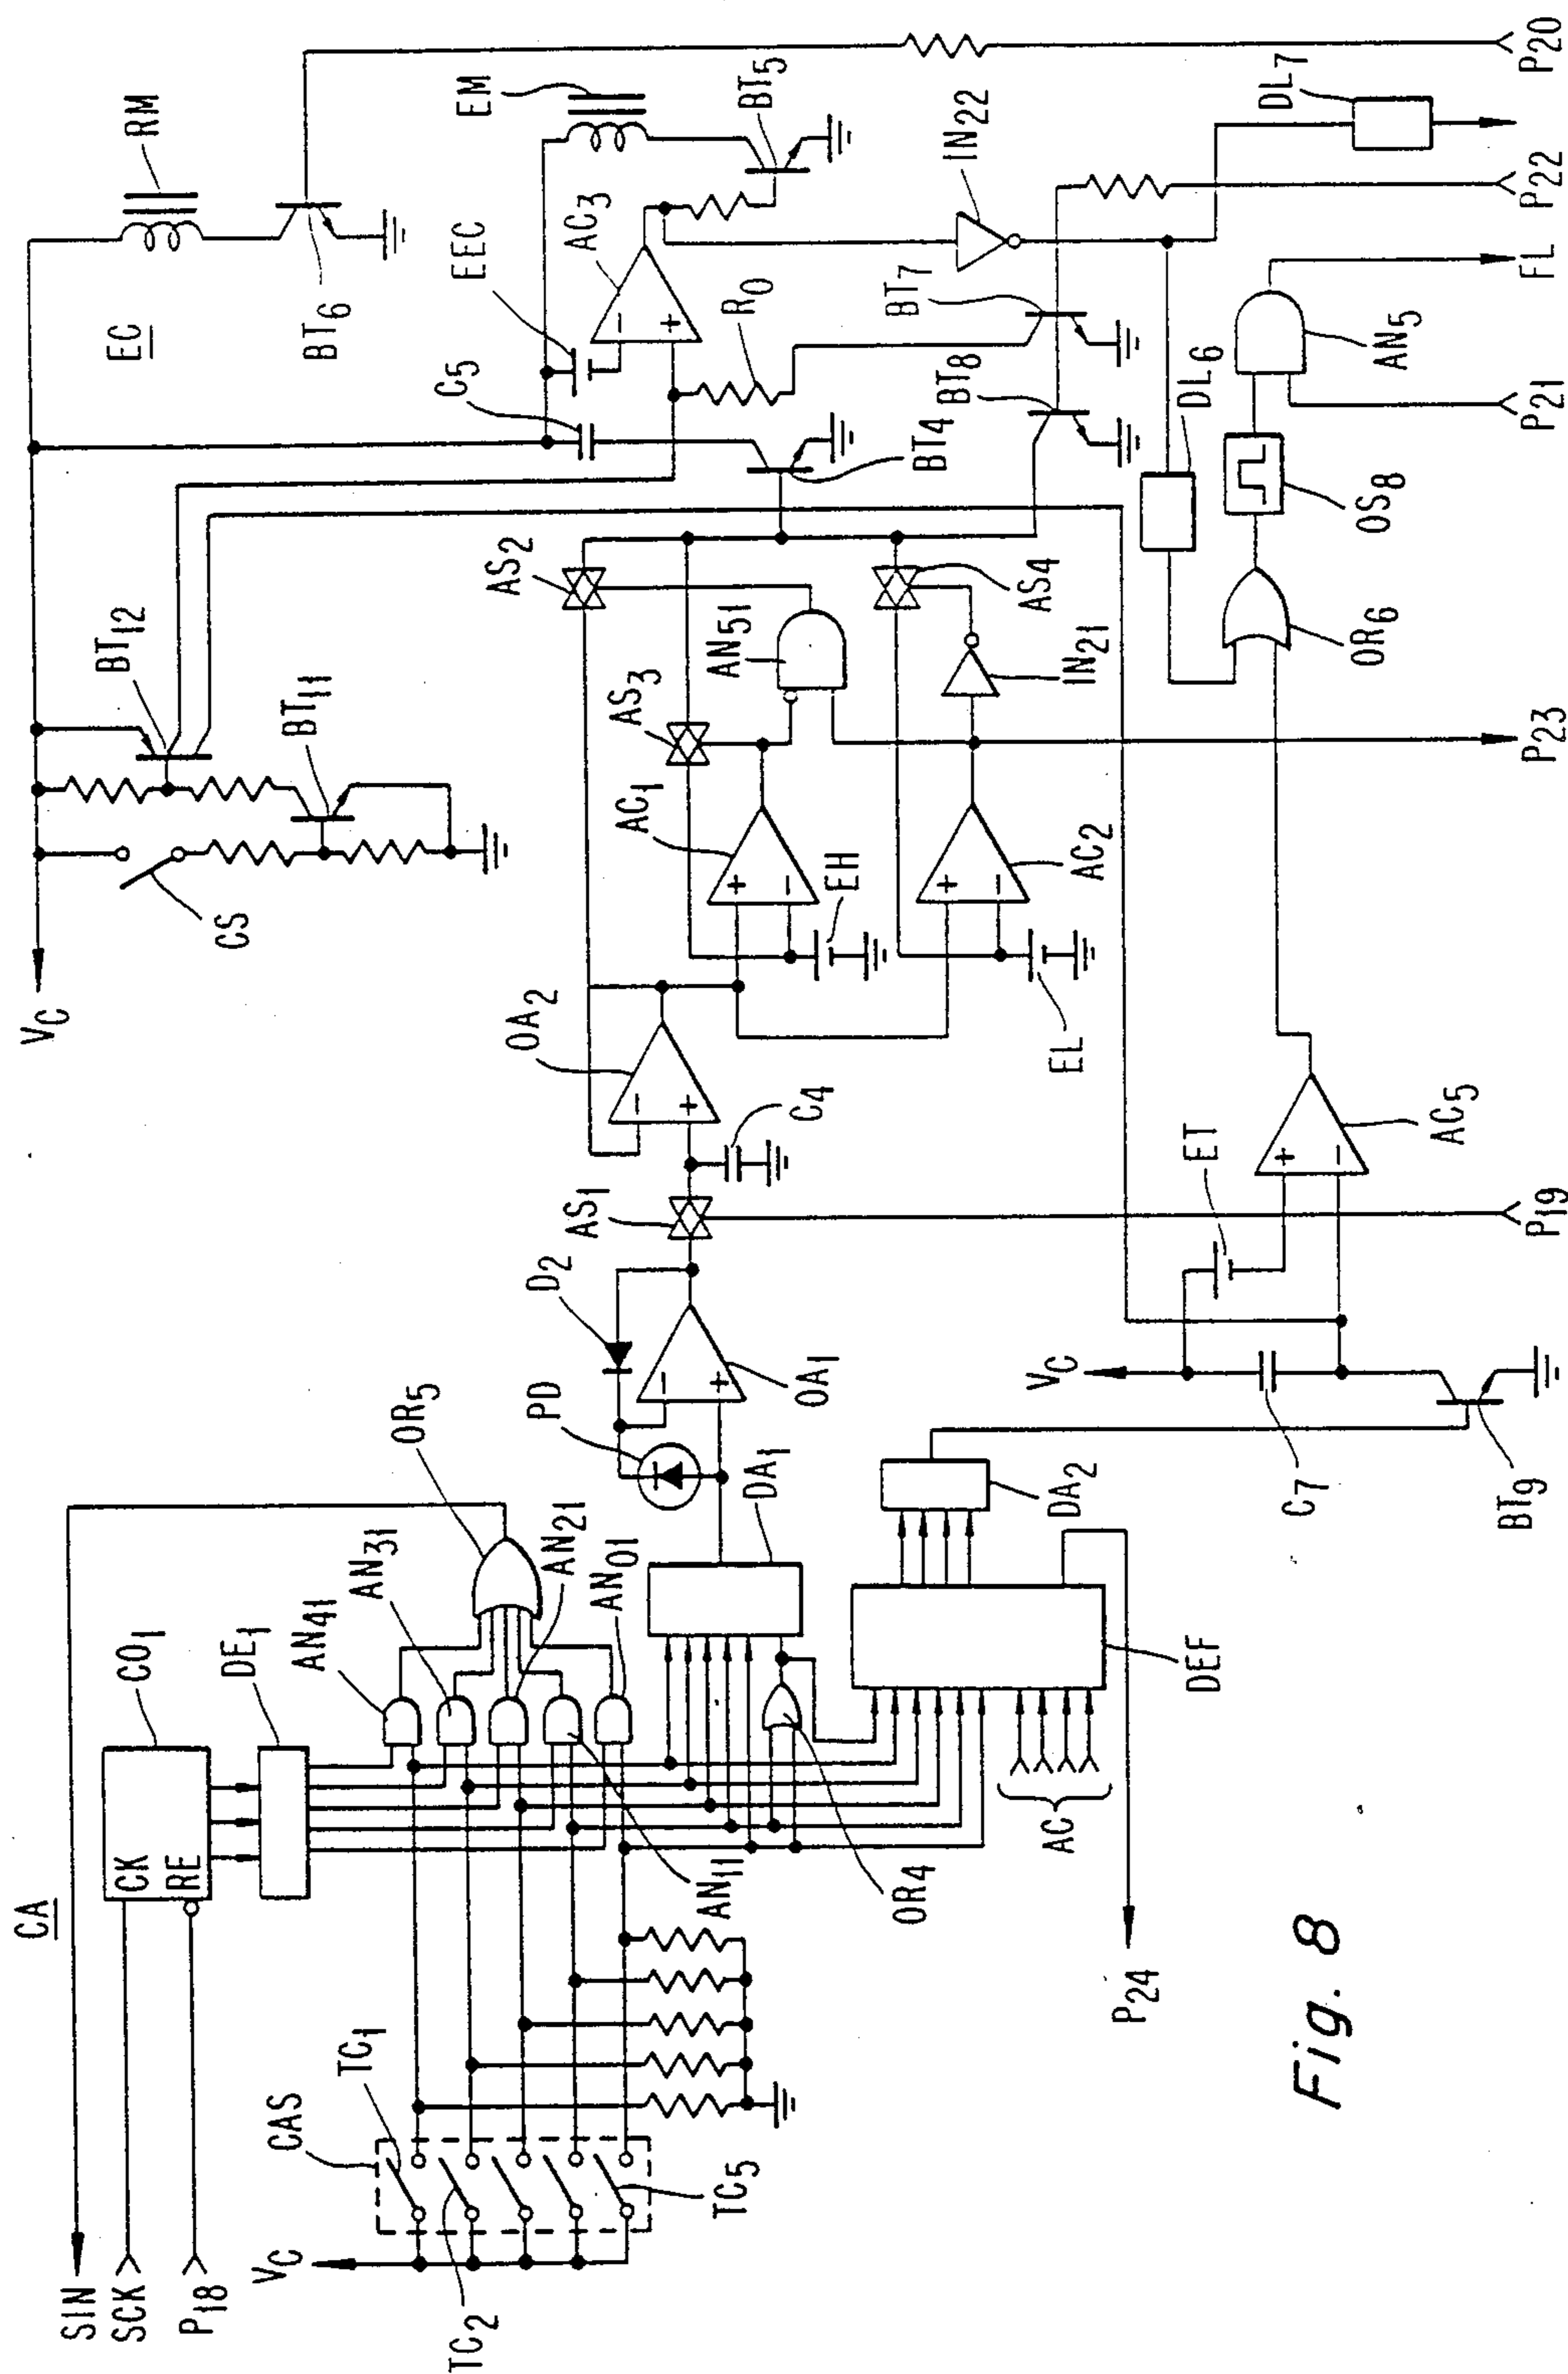 CA
SIN
SCK
P18
CO1
CK
RE
DE1
VC
CAS
TC1
TC2
TC5
AN41
AN31
AN21
AN11
AN01
OR5
OR4
DA1
DEF
AC
DA2
P24
PD
D2
OA1
AS1
C4
OA2
P19
VC
C7
BT9
ET
AC5
VC
CS
BT11
BT12
EC
RM
BT6
AS2
AS3
AC1
EH
AN51
AC2
EL
IN21
AS4
P23
C5
EEC
AC3
EM
BT5
R0
BT4
BT8
BT7
IN22
DL6
DL7
OR6
OS8
AN5
P21
FL
P22
P20
Fig. 8